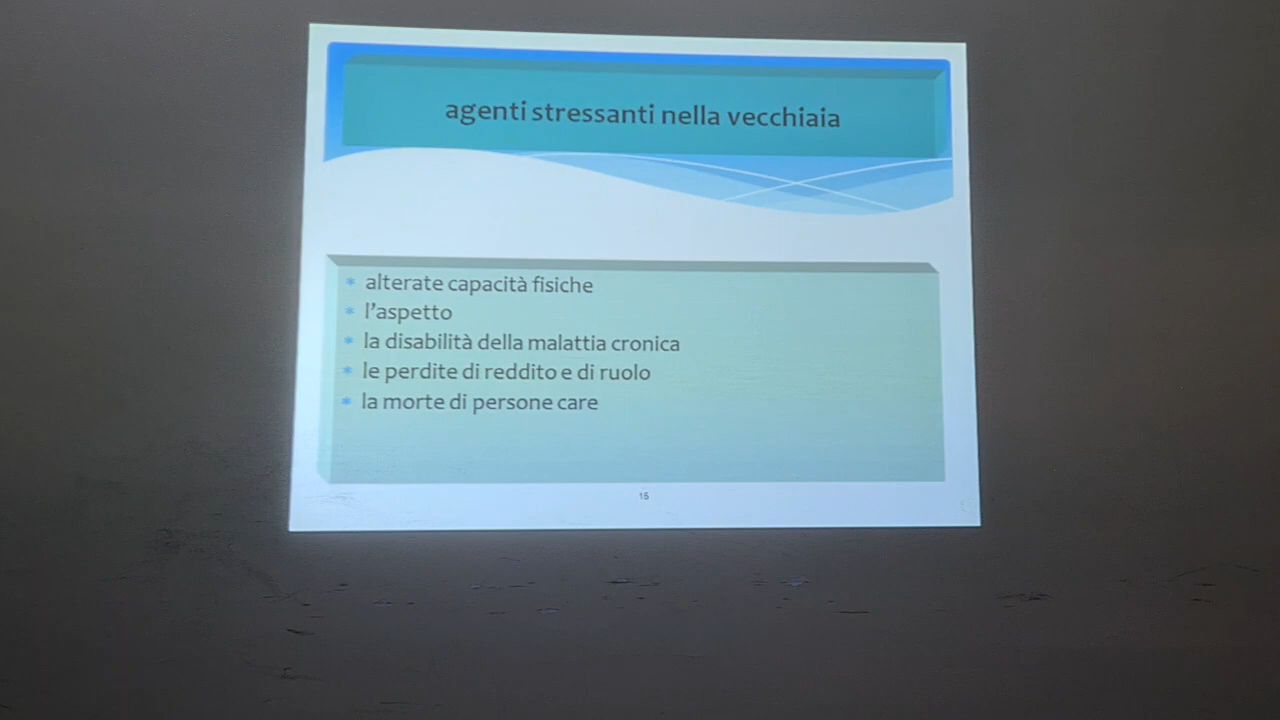 agenti stressanti nella vecchiaia
* alterate capacità fisiche
* l'aspetto
* la disabilità della malattia cronica
* le perdite di reddito e di ruolo
* la morte di persone care
15